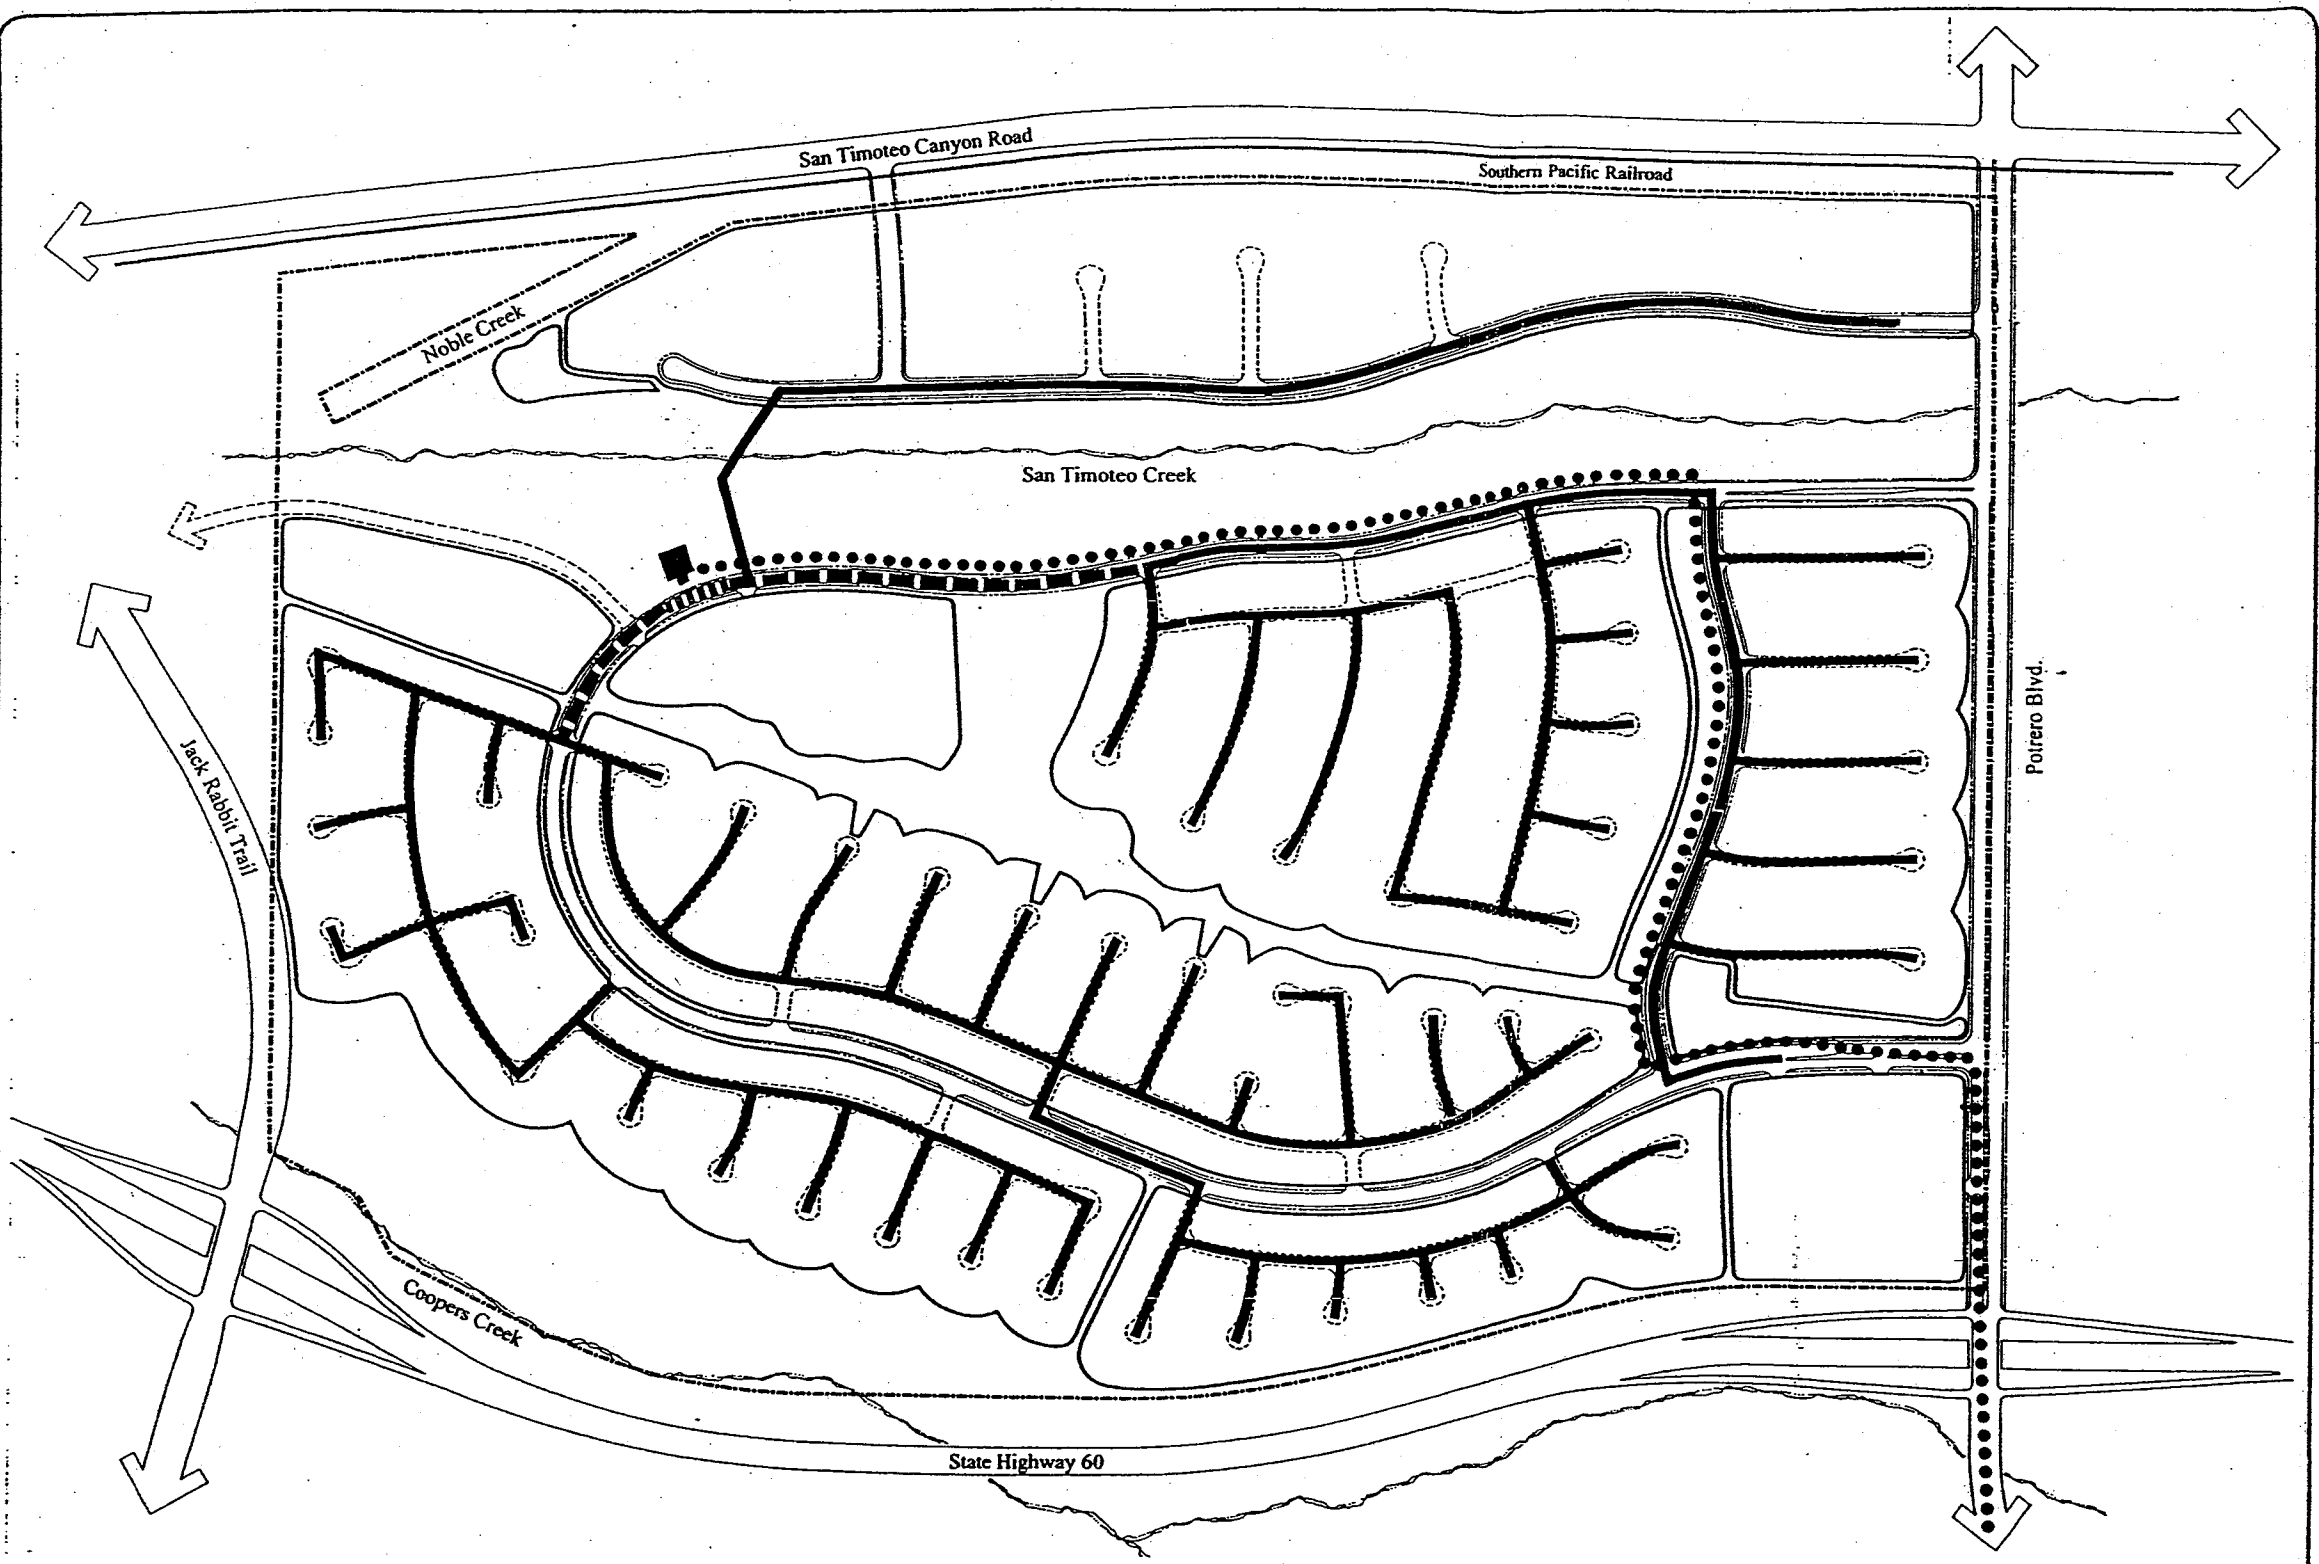 San Timoteo Canyon Road
Southern Pacific Railroad
Noble Creek
San Timoteo Creek
Potrero Blvd.
Jack Rabbit Trail
Coopers Creek
State Highway 60